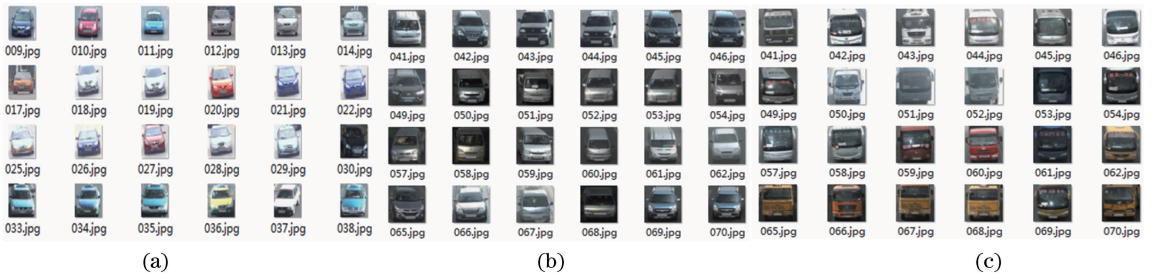 009.jpg 010.jpg 011.jpg 012.jpg 013.jpg 014.jpg
017.jpg 018.jpg 019.jpg 020.jpg 021.jpg 022.jpg
025.jpg 026.jpg 027.jpg 028.jpg 029.jpg 030.jpg
033.jpg 034.jpg 035.jpg 036.jpg 037.jpg 038.jpg
(a)
041.jpg 042.jpg 043.jpg 044.jpg 045.jpg 046.jpg
049.jpg 050.jpg 051.jpg 052.jpg 053.jpg 054.jpg
057.jpg 058.jpg 059.jpg 060.jpg 061.jpg 062.jpg
065.jpg 066.jpg 067.jpg 068.jpg 069.jpg 070.jpg
(b)
041.jpg 042.jpg 043.jpg 044.jpg 045.jpg 046.jpg
049.jpg 050.jpg 051.jpg 052.jpg 053.jpg 054.jpg
057.jpg 058.jpg 059.jpg 060.jpg 061.jpg 062.jpg
065.jpg 066.jpg 067.jpg 068.jpg 069.jpg 070.jpg
(c)